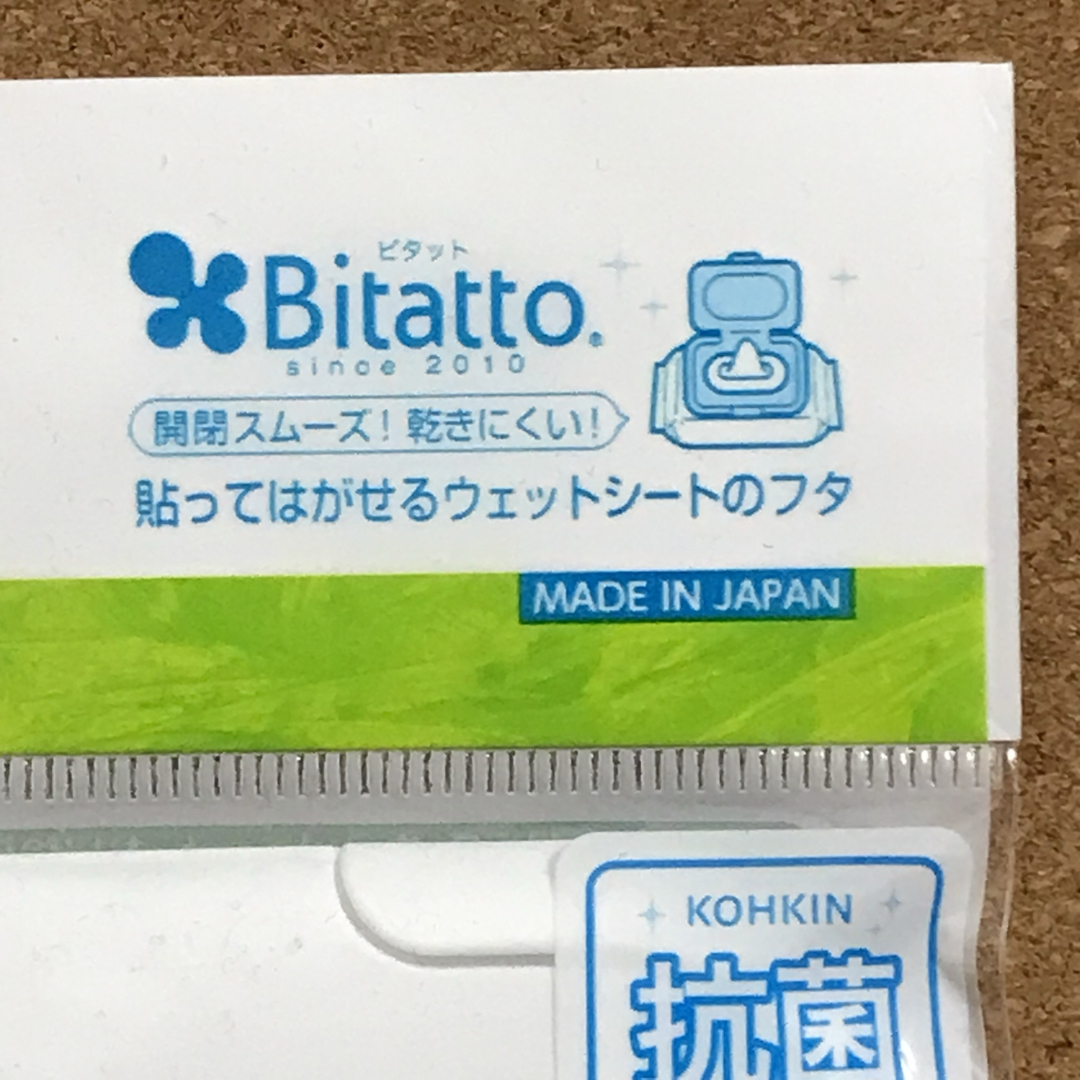 ビタット
Bitatto®
since 2010
開閉スムーズ！乾きにくい！
貼ってはがせるウェットシートのフタ
MADE IN JAPAN
KOHKIN
抗菌